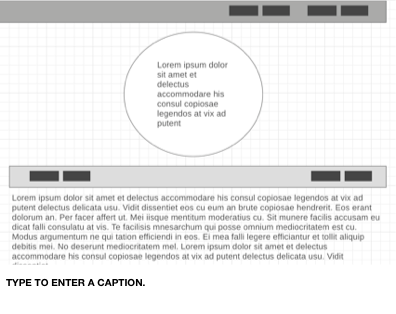 Lorem ipsum dolor
sit amet et
delectus
accommodare his
consul copiosae
legendos at vix ad
putent
Lorem ipsum dolor sit amet et delectus accommodare his consul copiosae legendos at vix ad
putent delectus delicata usu. Vidit dissentiet eos cu eum an brute copiosae hendrerit. Eos erant
dolorum an. Per facer affert ut. Mei iisque mentitum moderatius cu. Sit munere facilis accusam eu
dicat falli consulatu at vis. Te facilisis mnesarchum qui posse omnium mediocritatem est cu.
Modus argumentum ne qui tation efficiendi in eos. Ei mea falli legere efficiantur et tollit aliquip
debitis mei. No deserunt mediocritatem mel. Lorem ipsum dolor sit amet et delectus
accommodare his consul copiosae legendos at vix ad putent delectus delicata usu. Vidit
TYPE TO ENTER A CAPTION.